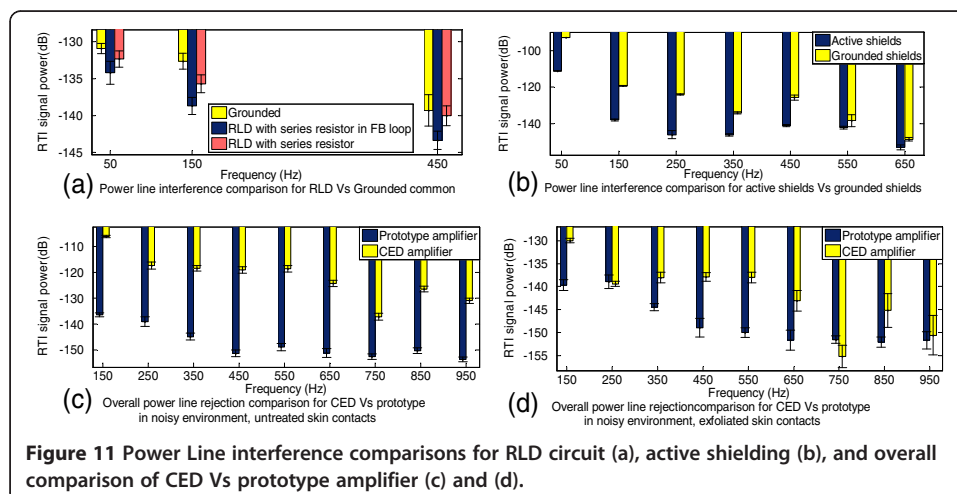 -130
-135
-140
-145
RTI signal power(dB)
Grounded
RLD with series resistor in FB loop
RLD with series resistor
50 150 450
Frequency (Hz)
(a) Power line interference comparison for RLD Vs Grounded common
-100
-120
-140
RTI signal power(dB)
Active shields
Grounded shields
50 150 250 350 450 550 650
Frequency (Hz)
(b) Power line interference comparison for active shields Vs grounded shields
-110
-120
-130
-140
-150
RTI signal power(dB)
Prototype amplifier
CED amplifier
150 250 350 450 550 650 750 850 950
Frequency (Hz)
(c) Overall power line rejection comparison for CED Vs prototype
in noisy environment, untreated skin contacts
-130
-135
-140
-145
-150
-155
RTI signal power(dB)
Prototype amplifier
CED amplifier
150 250 350 450 550 650 750 850 950
Frequency (Hz)
(d) Overall power line rejectioncomparison for CED Vs prototype
in noisy environment, exfoliated skin contacts
Figure 11 Power Line interference comparisons for RLD circuit (a), active shielding (b), and overall
comparison of CED Vs prototype amplifier (c) and (d).